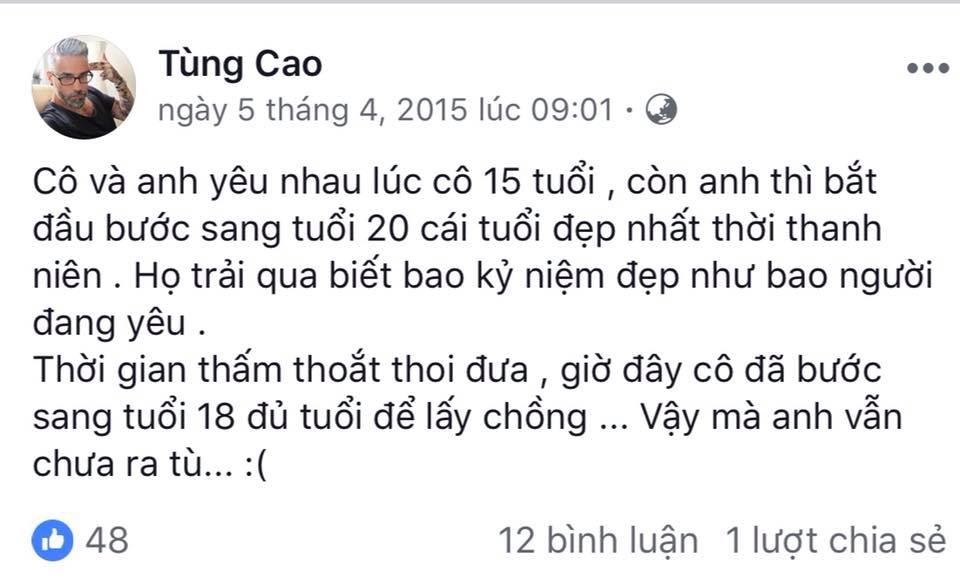 Tùng Cao
ngày 5 tháng 4, 2015 lúc 09:01 ·
Cô và anh yêu nhau lúc cô 15 tuổi , còn anh thì bắt
đầu bước sang tuổi 20 cái tuổi đẹp nhất thời thanh
niên . Họ trải qua biết bao kỷ niệm đẹp như bao người
đang yêu .
Thời gian thấm thoắt thoi đưa , giờ đây cô đã bước
sang tuổi 18 đủ tuổi để lấy chồng ... Vậy mà anh vẫn
chưa ra tù... :(
48 12 bình luận 1 lượt chia sẻ